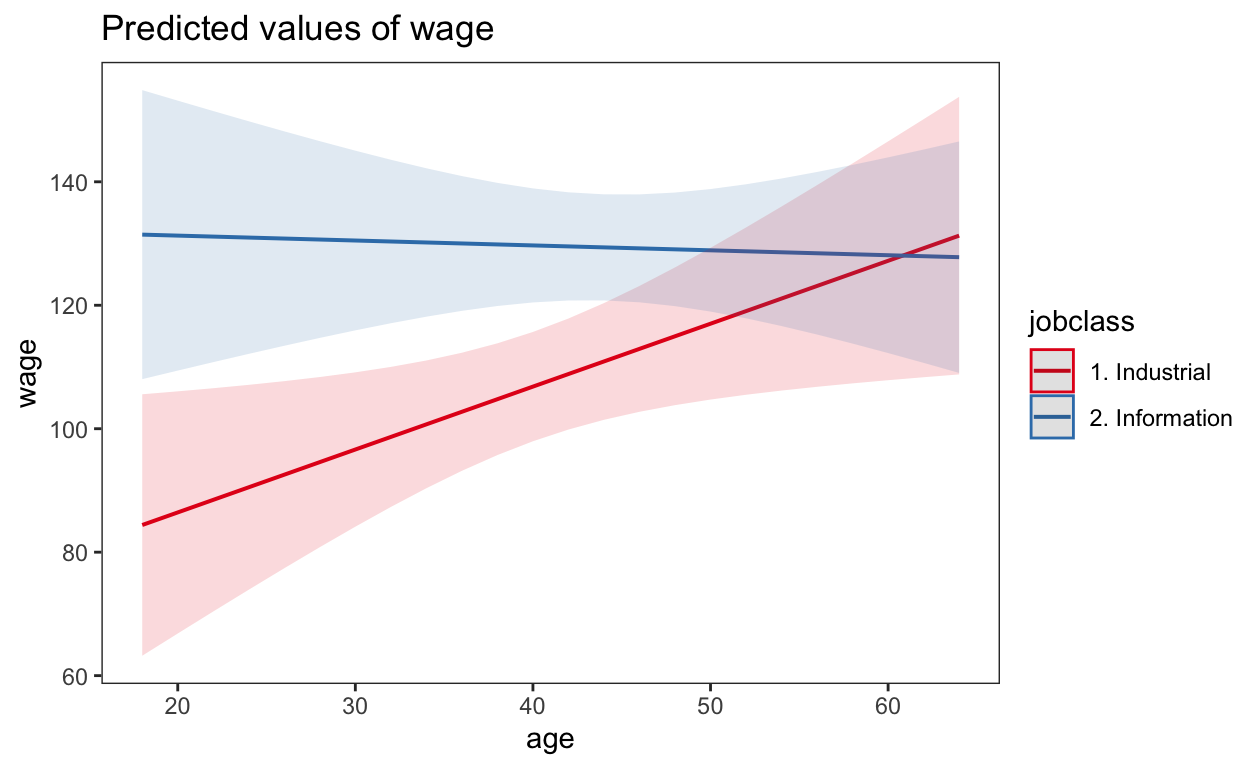 Predicted values of wage
wage
140
120
100
80
60
20 30 40 50 60
age
jobclass
1. Industrial
2. Information